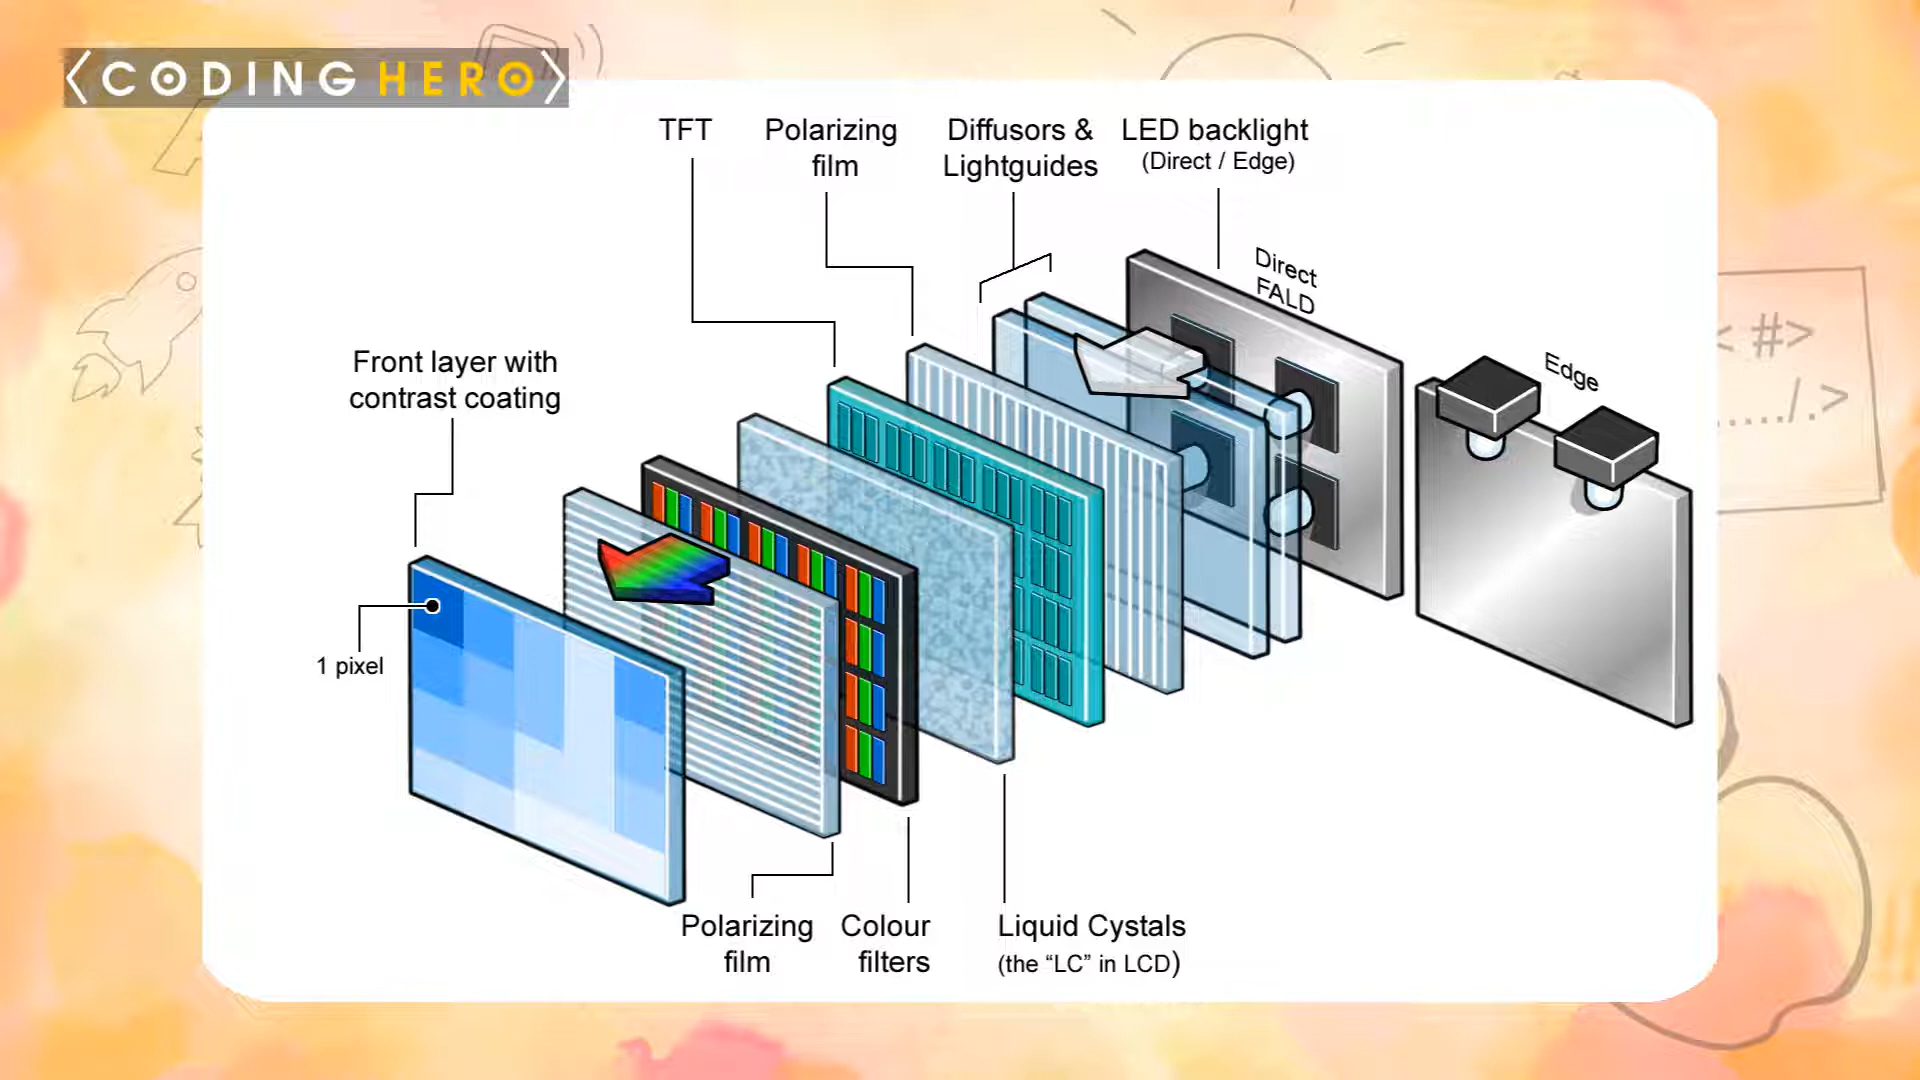 〈CODING HERO〉
TFT
Polarizing
film
Diffusors &
Lightguides
LED backlight
(Direct / Edge)
Direct
FALD
Edge
Front layer with
contrast coating
1 pixel
Polarizing
film
Colour
filters
Liquid Cystals
(the “LC” in LCD)
< #>
...../.>